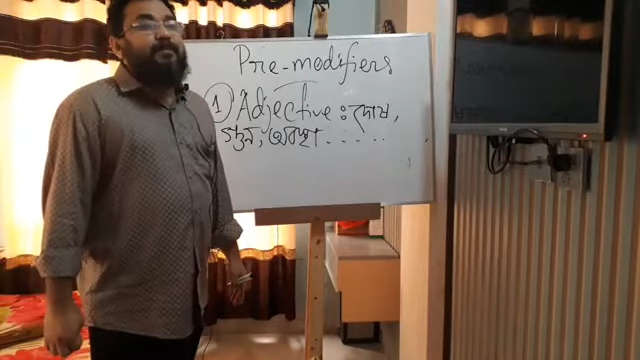 Pre-modifiers
① Adjective : দোষ,
গুন, অবস্থা . . . . . .